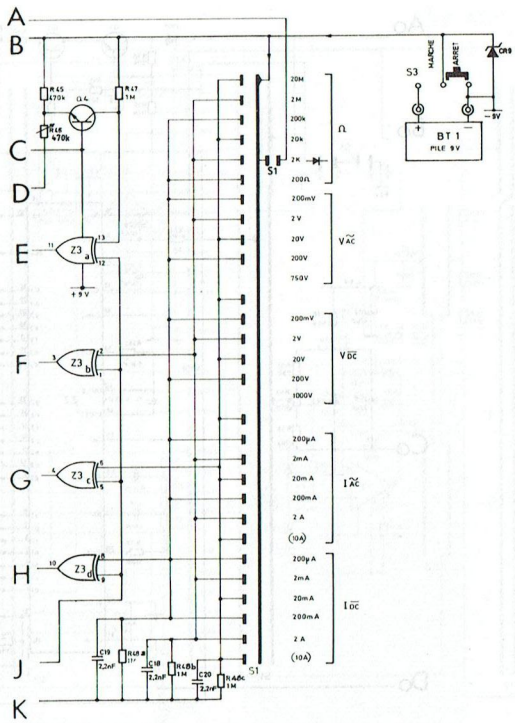 A
B
R45
470k
Q4
R47
1M
R46
470k
C
D
E
11
Z3 a
13
12
+9V
F
3
Z3 b
2
1
G
4
Z3 c
6
5
H
10
Z3 d
8
9
J
K
C19
2,2nF
R48a
1M
C18
2,2nF
R48b
1M
C20
2,2nF
R48c
1M
S1
20M
2M
200k
20k
2K
200Ω
Ω
S1
200mV
2V
20V
200V
750V
V AC
200mV
2V
20V
200V
1000V
V DC
200µA
2mA
20mA
200mA
2A
(10A)
I AC
200µA
2mA
20mA
200mA
2A
(10A)
I DC
MARCHE
ARRET
S3
CR9
-9V
+ -
BT 1
PILE 9V